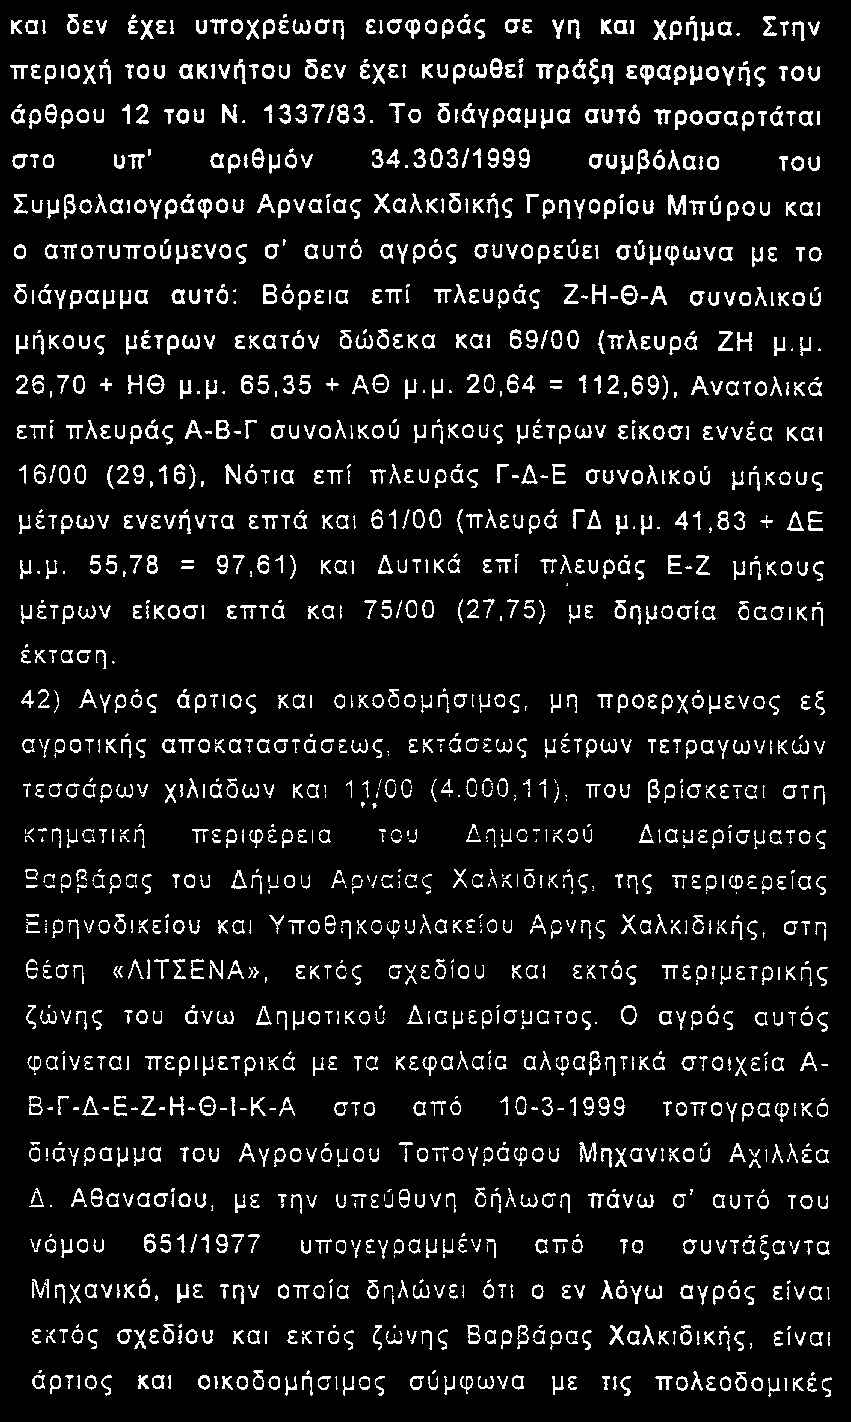 και δεν έχει υποχρέωση εισφοράς σε γη και χρήμα. Στην
περιοχή του ακινήτου δεν έχει κυρωθεί πράξη εφαρμογής του
άρθρου 12 του Ν. 1337/83. Το διάγραμμα αυτό προσαρτάται
στο υπ' αριθμόν 34.303/1999 συμβόλαιο του
Συμβολαιογράφου Αρναίας Χαλκιδικής Γρηγορίου Μπύρου και
ο αποτυπούμενος σ' αυτό αγρός συνορεύει σύμφωνα με το
διάγραμμα αυτό: Βόρεια επί πλευράς Ζ-Η-Θ-Α συνολικού
μήκους μέτρων εκατόν δώδεκα και 69/00 (πλευρά ΖΗ μ.μ.
26,70 + ΗΘ μ.μ. 65,35 + ΑΘ μ.μ. 20,64 = 112,69), Ανατολικά
επί πλευράς Α-Β-Γ συνολικού μήκους μέτρων είκοσι εννέα και
16/00 (29,16), Νότια επί πλευράς Γ-Δ-Ε συνολικού μήκους
μέτρων ενενήντα επτά και 61/00 (πλευρά ΓΔ μ.μ. 41,83 + ΔΕ
μ.μ. 55,78 = 97,61) και Δυτικά επί πλευράς Ε-Ζ μήκους
μέτρων είκοσι επτά και 75/00 (27,75) με δημοσία δασική
έκταση.
42) Αγρός άρτιος και οικοδομήσιμος, μη προερχόμενος εξ
αγροτικής αποκαταστάσεως, εκτάσεως μέτρων τετραγωνικών
τεσσάρων χιλιάδων και 11/00 (4.000,11), που βρίσκεται στη
κτηματική περιφέρεια του Δημοτικού Διαμερίσματος
Βαρβάρας του Δήμου Αρναίας Χαλκιδικής, της περιφερείας
Ειρηνοδικείου και Υποθηκοφυλακείου Αρνης Χαλκιδικής, στη
θέση «ΛΙΤΣΕΝΑ», εκτός σχεδίου και εκτός περιμετρικής
ζώνης του άνω Δημοτικού Διαμερίσματος. Ο αγρός αυτός
φαίνεται περιμετρικά με τα κεφαλαία αλφαβητικά στοιχεία Α-
Β-Γ-Δ-Ε-Ζ-Η-Θ-Ι-Κ-Α στο από 10-3-1999 τοπογραφικό
διάγραμμα του Αγρονόμου Τοπογράφου Μηχανικού Αχιλλέα
Δ. Αθανασίου, με την υπεύθυνη δήλωση πάνω σ' αυτό του
νόμου 651/1977 υπογεγραμμένη από το συντάξαντα
Μηχανικό, με την οποία δηλώνει ότι ο εν λόγω αγρός είναι
εκτός σχεδίου και εκτός ζώνης Βαρβάρας Χαλκιδικής, είναι
άρτιος και οικοδομήσιμος σύμφωνα με τις πολεοδομικές